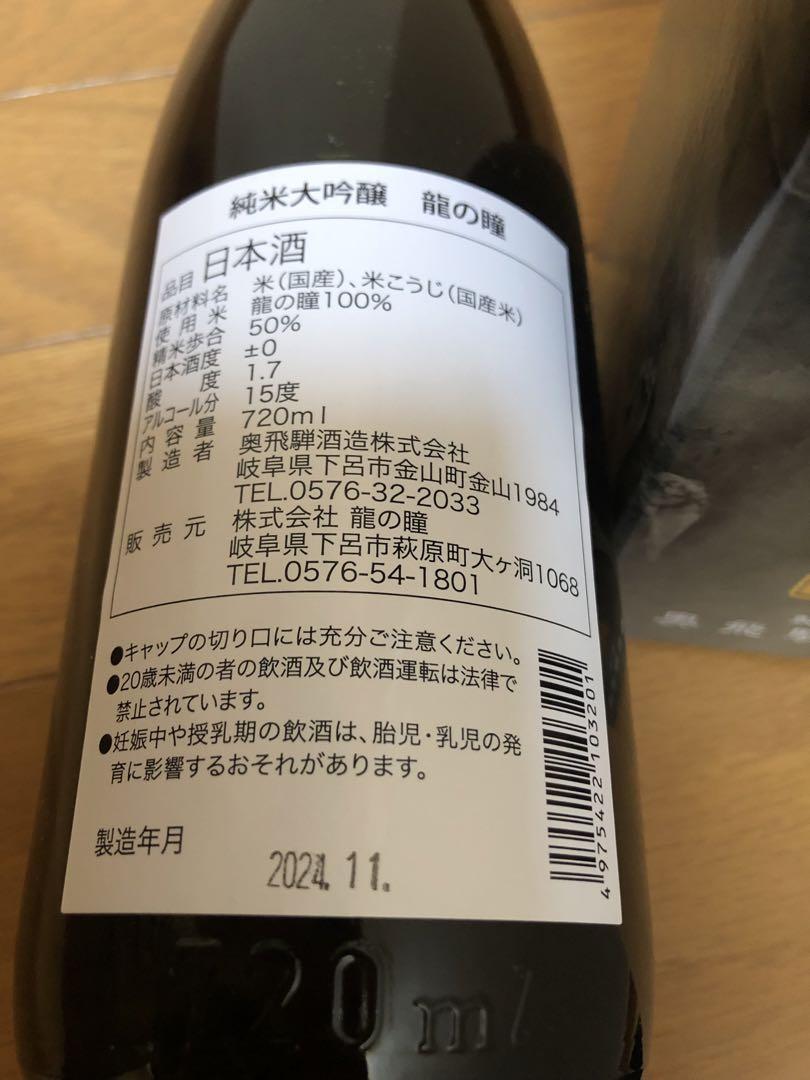 純米大吟醸 龍の瞳
品目 日本酒
原材料名 米(国産)、米こうじ(国産米)
使用米 龍の瞳100%
精米歩合 50%
日本酒度 ±0
酸度 1.7
アルコール分 15度
内容量 720ml
製造者 奥飛騨酒造株式会社
岐阜県下呂市金山町金山1984
TEL.0576-32-2033
販売元 株式会社 龍の瞳
岐阜県下呂市萩原町大ヶ洞1068
TEL.0576-54-1801
●キャップの切り口には充分ご注意ください。
●20歳未満の者の飲酒及び飲酒運転は法律で
禁止されています。
●妊娠中や授乳期の飲酒は、胎児・乳児の発
育に影響するおそれがあります。
製造年月
2024.11.
4975422103201
720ml
奥飛